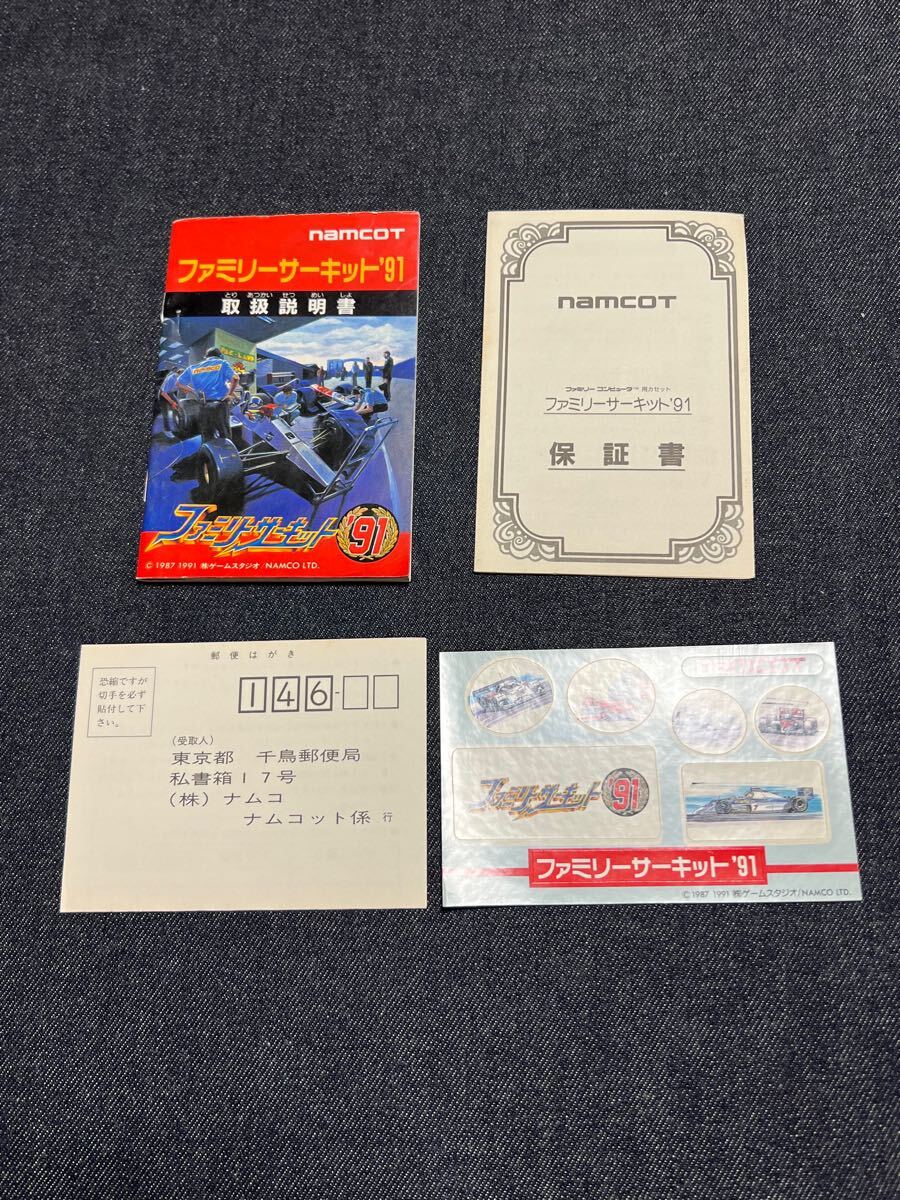 namcoT
ファミリーサーキット'91
とり あつかい せつ めい しょ
取扱説明書
namcoT
ファミリーサーキット '91
© 1987 1991 ㈱ゲームスタジオ/NAMCO LTD.
namcoT
ファミリー コンピュータ™ 用カセット
ファミリーサーキット'91
保証書
郵便はがき
恐縮ですが
切手を必ず
貼付して下
さい。
146-
(受取人)
東京都 千鳥郵便局
私書箱17号
(株)ナムコ
ナムコット係 行
namcoT
ファミリーサーキット '91
ファミリーサーキット'91
© 1987 1991 ㈱ゲームスタジオ/NAMCO LTD.